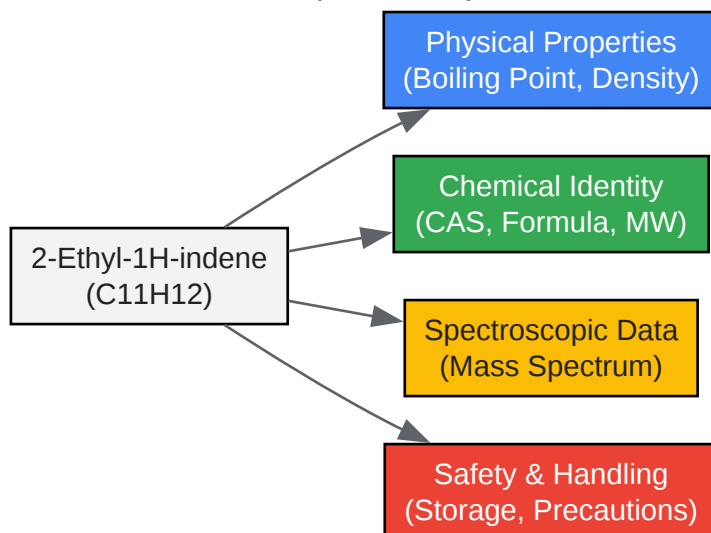 Physical Properties
(Boiling Point, Density)
Chemical Identity
(CAS, Formula, MW)
2-Ethyl-1H-indene
(C11H12)
Spectroscopic Data
(Mass Spectrum)
Safety & Handling
(Storage, Precautions)